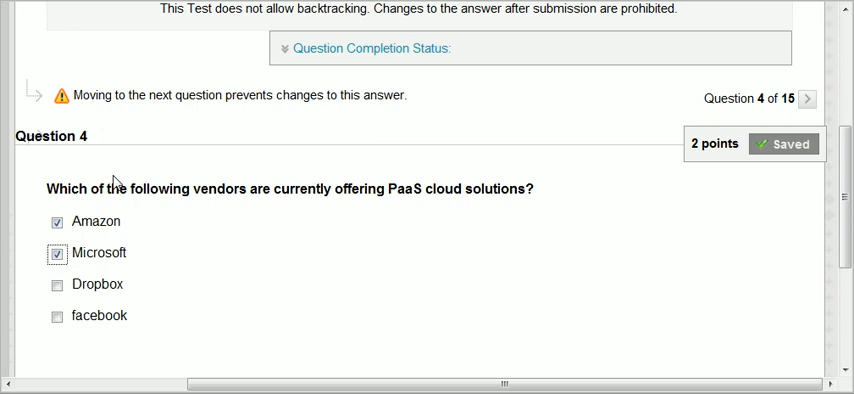 This Test does not allow backtracking. Changes to the answer after submission are prohibited.
Question Completion Status:
Moving to the next question prevents changes to this answer.
Question 4 of 15
Question 4
2 points
Saved
Which of the following vendors are currently offering PaaS cloud solutions?
Amazon
Microsoft
Dropbox
facebook